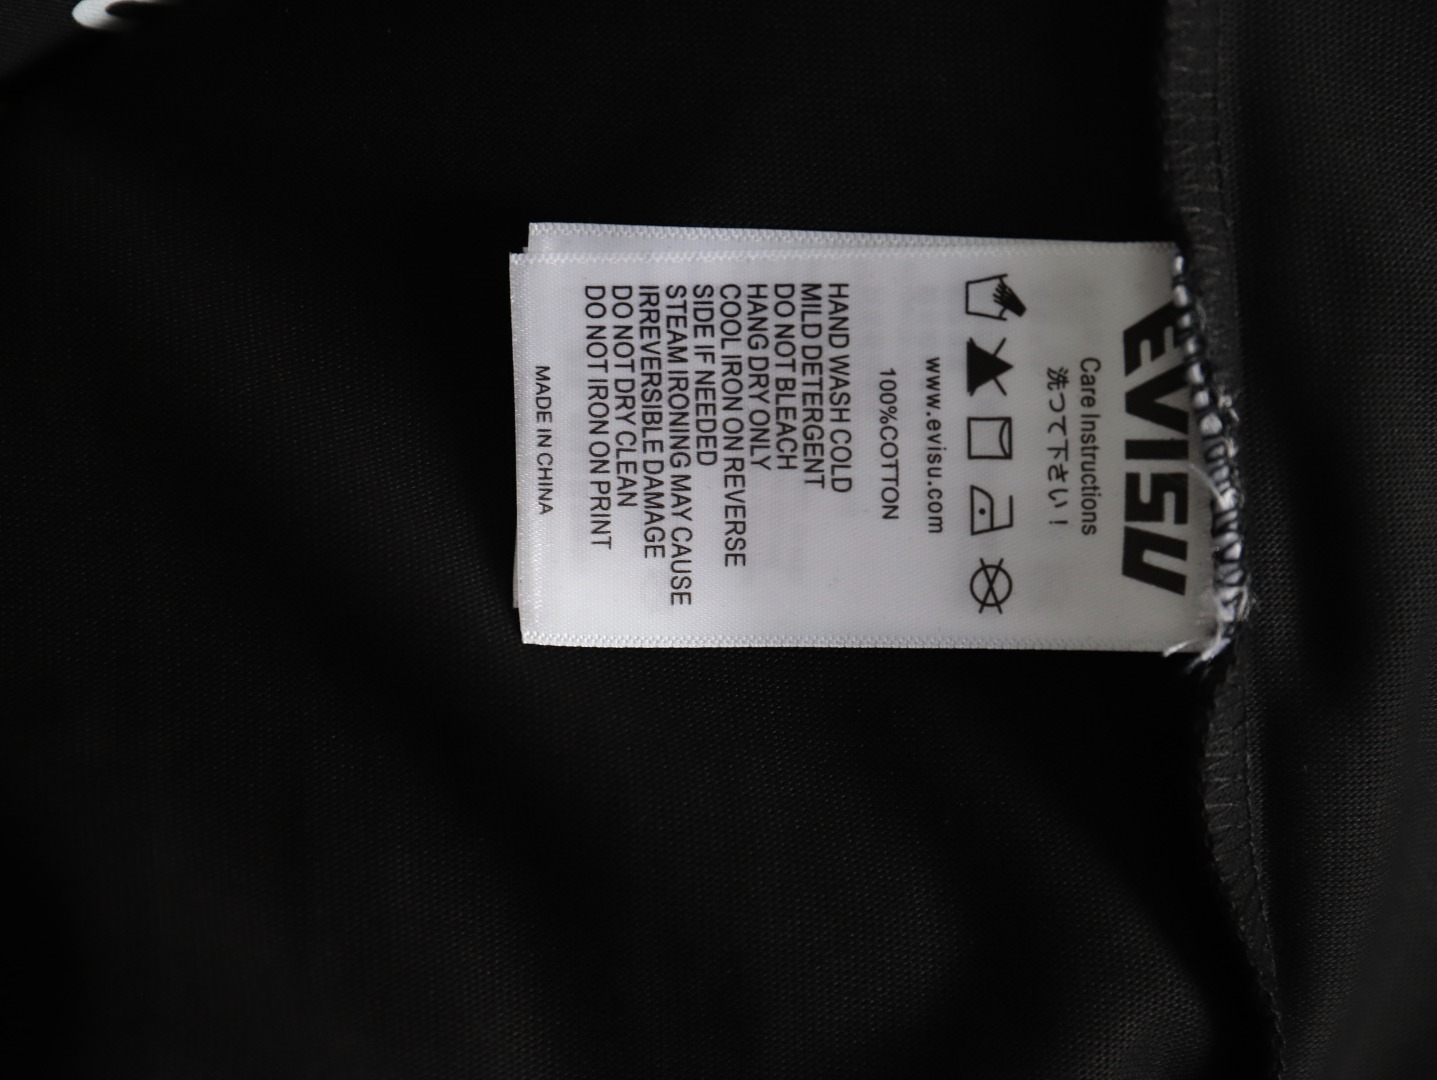 EVISU
Care Instructions
洗って下さい！
www.evisu.com
100%COTTON
HAND WASH COLD
MILD DETERGENT
DO NOT BLEACH
HANG DRY ONLY
COOL IRON ON REVERSE
SIDE IF NEEDED
STEAM IRONING MAY CAUSE
IRREVERSIBLE DAMAGE
DO NOT DRY CLEAN
DO NOT IRON ON PRINT
MADE IN CHINA